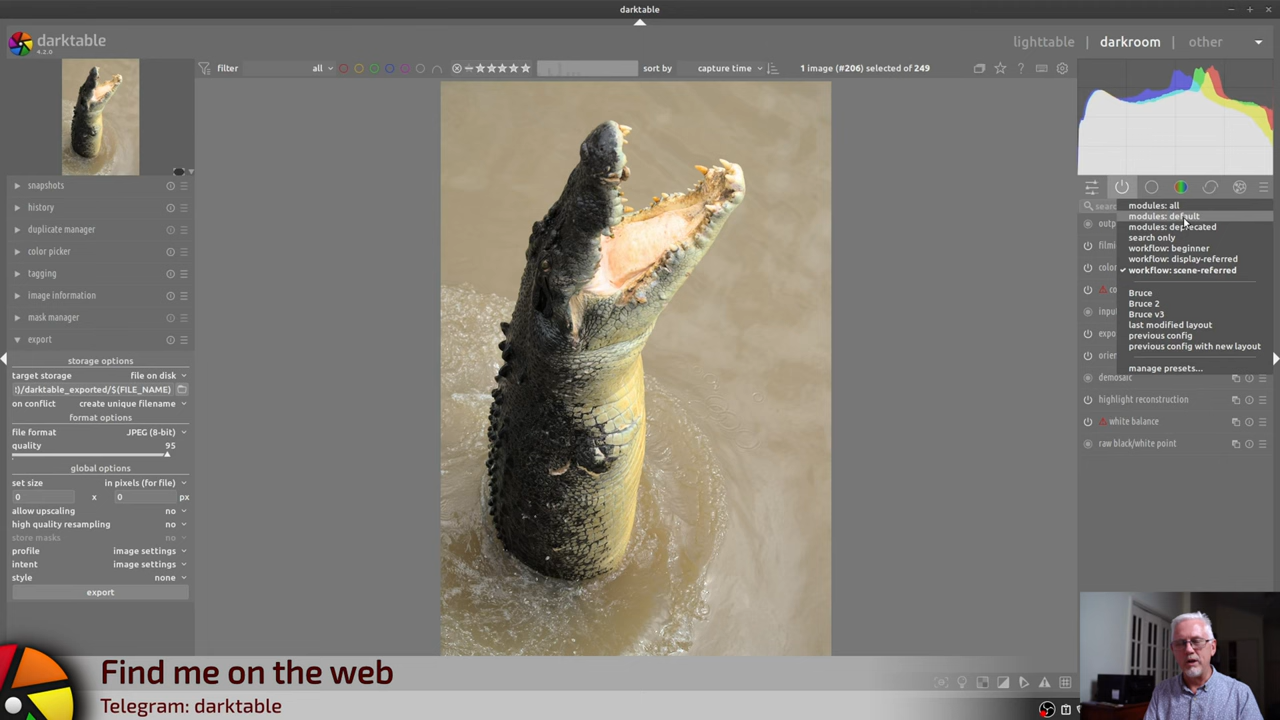 darktable
darktable
4.2.0
lighttable | darkroom | other
filter all sort by capture time 1 image (#206) selected of 249
snapshots
history
duplicate manager
color picker
tagging
image information
mask manager
export
storage options
target storage file on disk
!)/darktable_exported/$(FILE_NAME)
on conflict create unique filename
format options
file format JPEG (8-bit)
quality 95
global options
set size in pixels (for file)
0 x 0 px
allow upscaling no
high quality resampling no
store masks no
profile image settings
intent image settings
style none
export
modules: all
modules: default
modules: deprecated
search only
workflow: beginner
workflow: display-referred
workflow: scene-referred
Bruce
Bruce 2
Bruce v3
last modified layout
previous config
previous config with new layout
manage presets...
demosaic
highlight reconstruction
white balance
raw black/white point
Find me on the web
Telegram: darktable